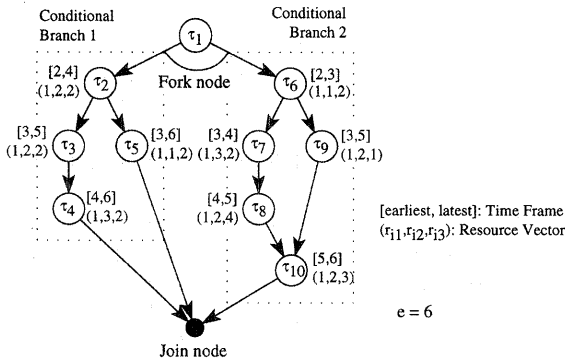 Conditional
Branch 1
Conditional
Branch 2
τ1
Fork node
[2,4]
(1,2,2)
τ2
τ6
[2,3]
(1,1,2)
[3,5]
(1,2,2)
τ3
τ5
[3,6]
(1,1,2)
[3,4]
(1,3,2)
τ7
τ9
[3,5]
(1,2,1)
τ4
[4,6]
(1,3,2)
τ8
[4,5]
(1,2,4)
τ10
[5,6]
(1,2,3)
[earliest, latest]: Time Frame
(ri1,ri2,ri3): Resource Vector
e = 6
Join node